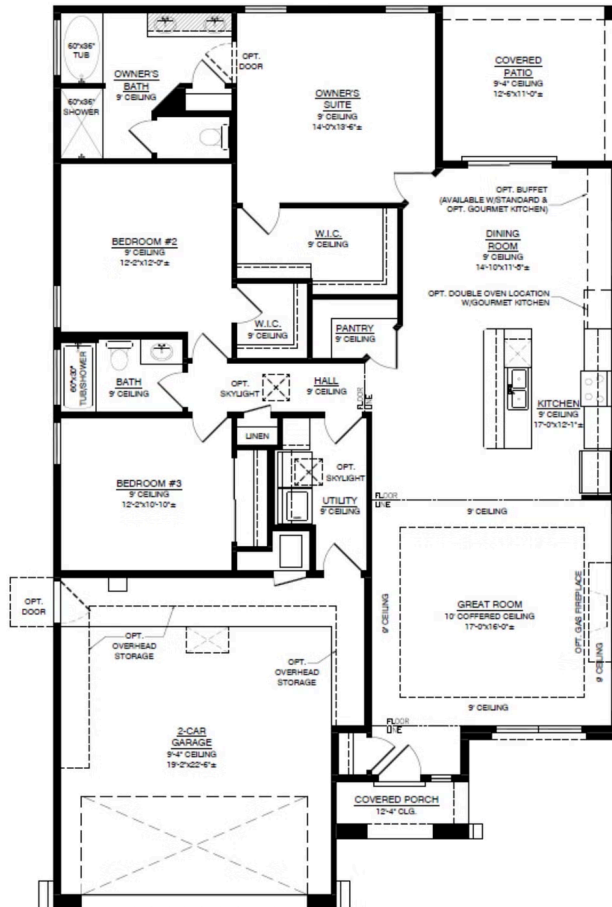 60"x36"
TUB
OWNER'S
BATH
9' CEILING
60"x36"
SHOWER
OPT.
DOOR
OWNER'S
SUITE
9' CEILING
14'-0"x13'-6"±
COVERED
PATIO
9'-4" CEILING
12'-6"x11'-0"±
OPT. BUFFET
(AVAILABLE W/STANDARD &
OPT. GOURMET KITCHEN)
BEDROOM #2
9' CEILING
12'-2"x12'-0"±
W.I.C.
9' CEILING
DINING
ROOM
9' CEILING
14'-10"x11'-5"±
OPT. DOUBLE OVEN LOCATION
W/GOURMET KITCHEN
W.I.C.
9' CEILING
PANTRY
9' CEILING
60"x30"
TUB/SHOWER
BATH
9' CEILING
OPT.
SKYLIGHT
HALL
9' CEILING
FLOOR
LINE
KITCHEN
9' CEILING
17'-0"x12'-1"±
LINEN
OPT.
SKYLIGHT
BEDROOM #3
9' CEILING
12'-2"x10'-10"±
UTILITY
9' CEILING
FLOOR
LINE
9' CEILING
OPT.
DOOR
OPT.
OVERHEAD
STORAGE
9' CEILING
GREAT ROOM
10' COFFERED CEILING
17'-0"x16'-0"±
OPT. GAS FIREPLACE
9' CEILING
OPT.
OVERHEAD
STORAGE
9' CEILING
FLOOR
LINE
2-CAR
GARAGE
9'-4" CEILING
19'-2"x22'-6"±
COVERED PORCH
12'-4" CLG.